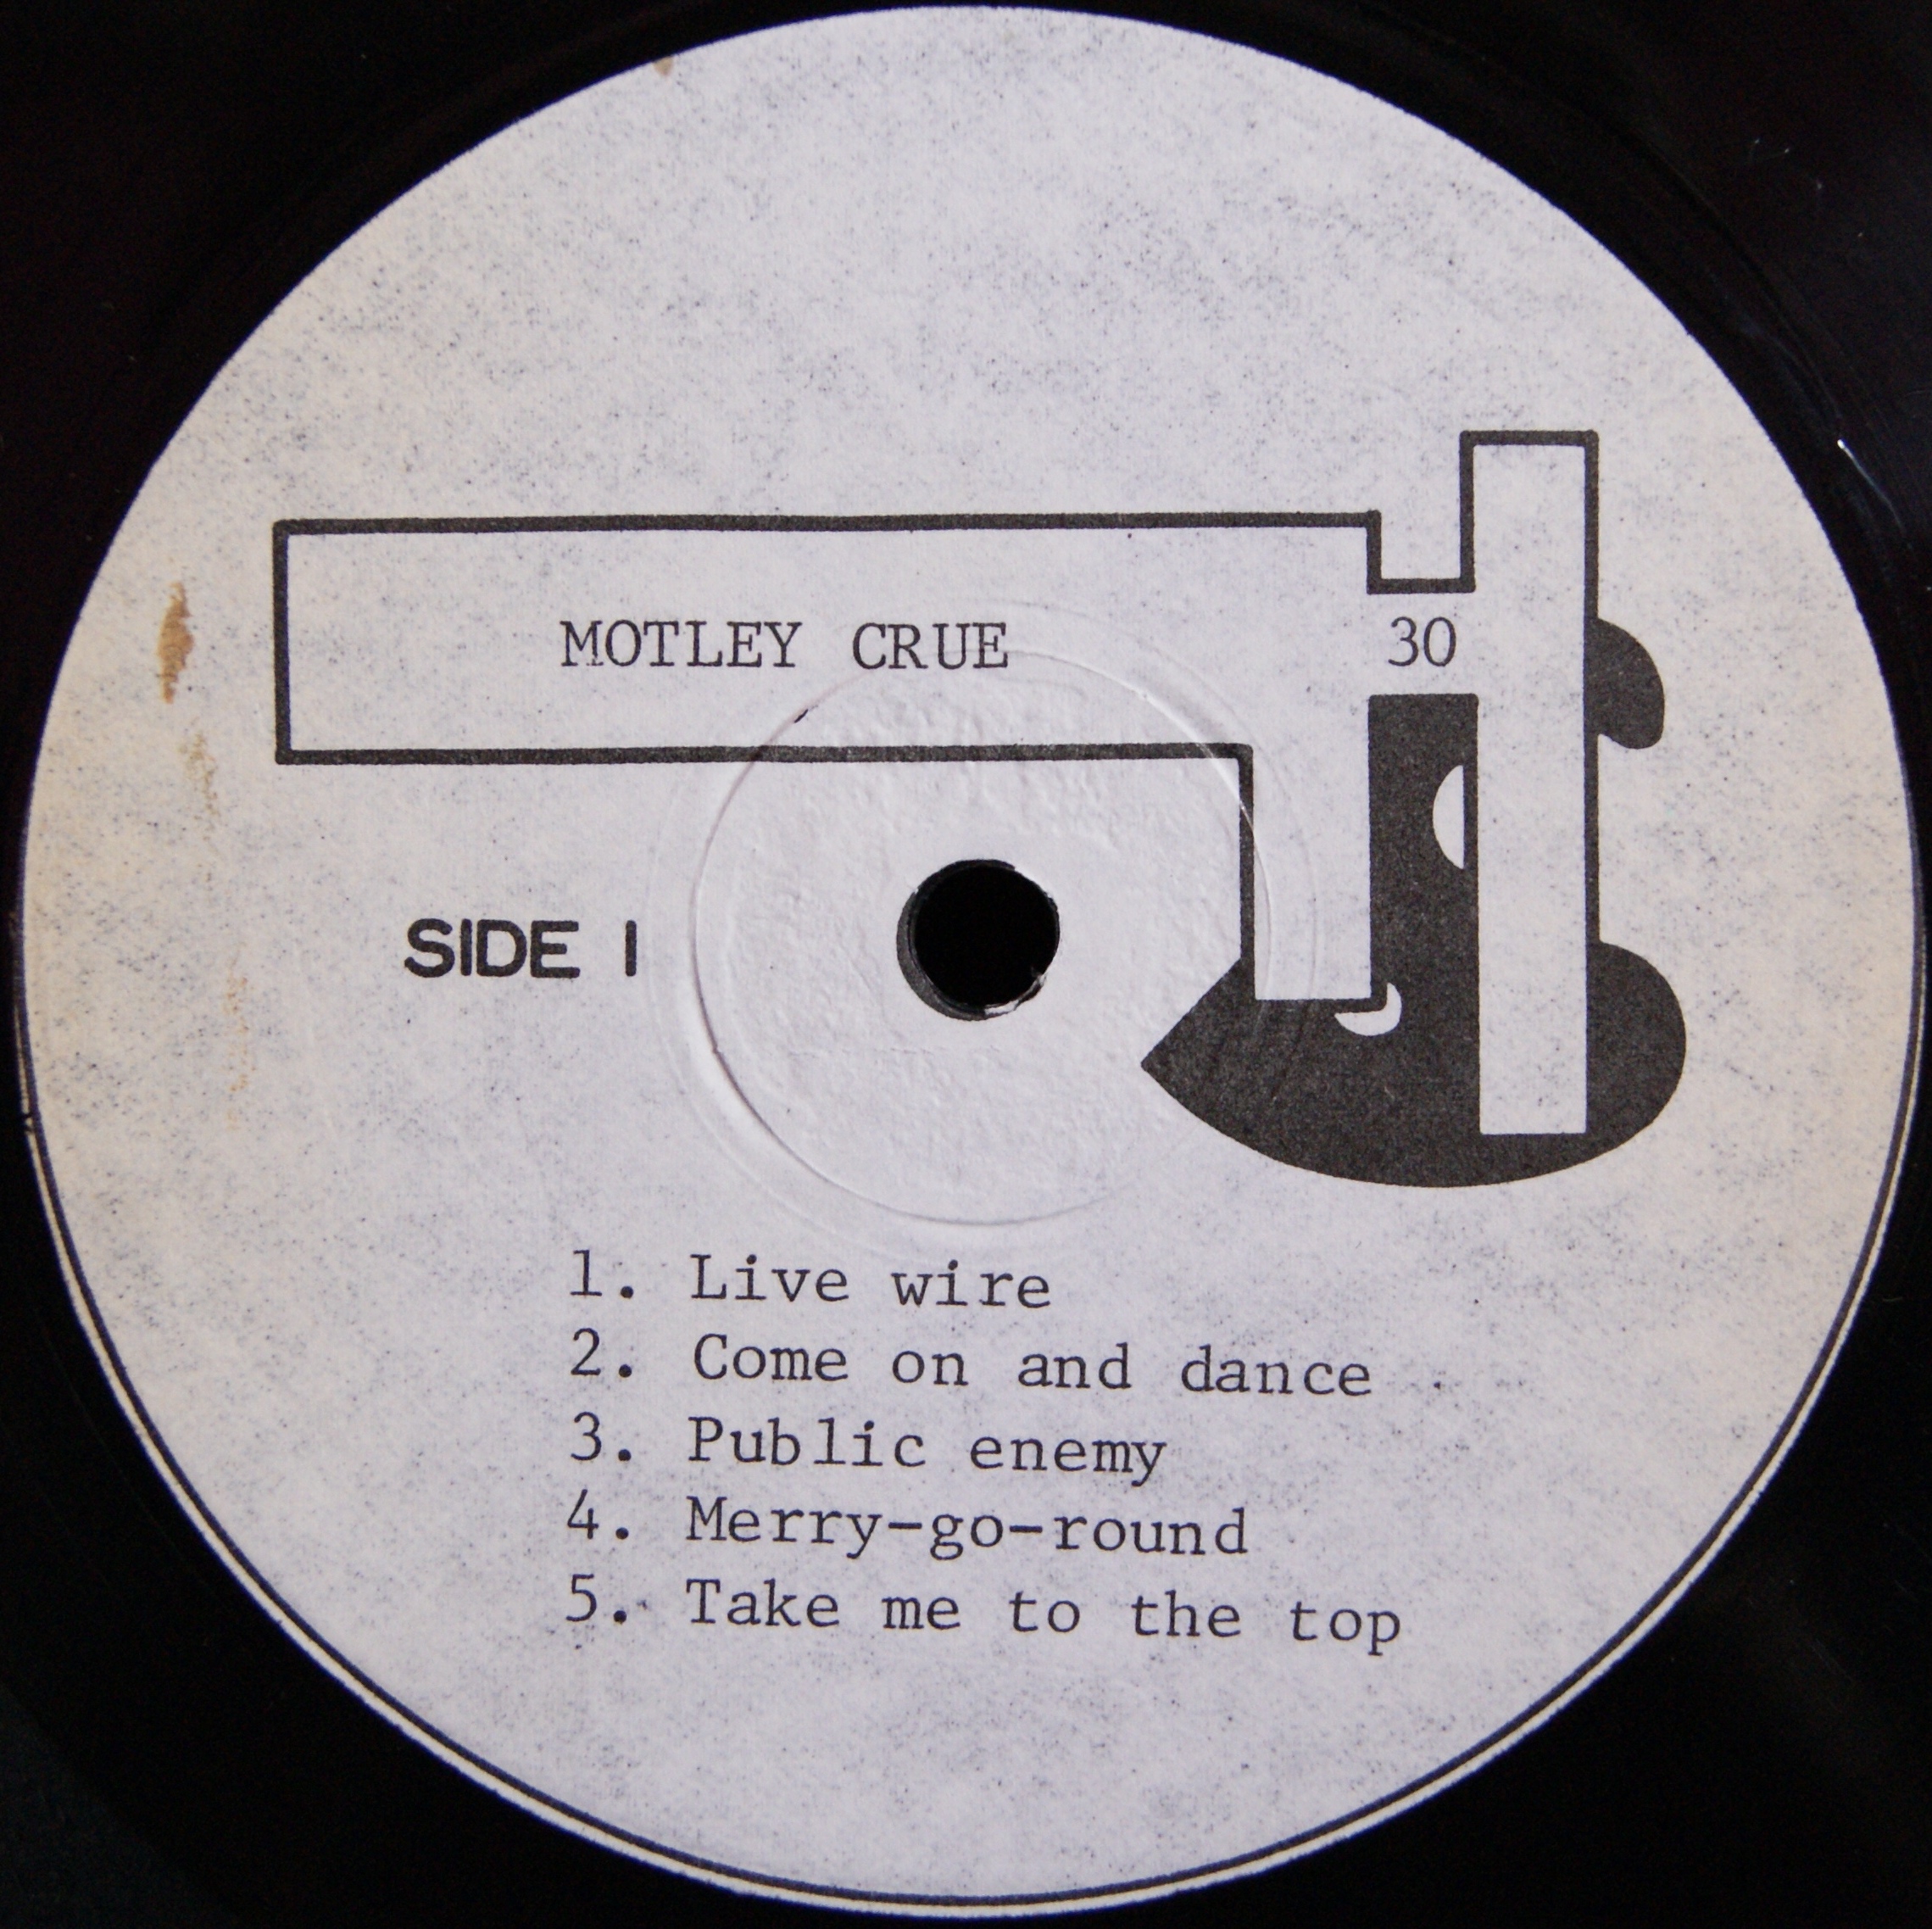 MOTLEY CRUE 30
SIDE 1
1. Live wire
2. Come on and dance
3. Public enemy
4. Merry-go-round
5. Take me to the top